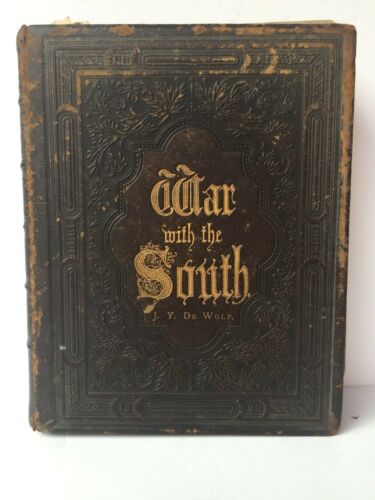 War
with the
South.
J. Y. De Wolf.